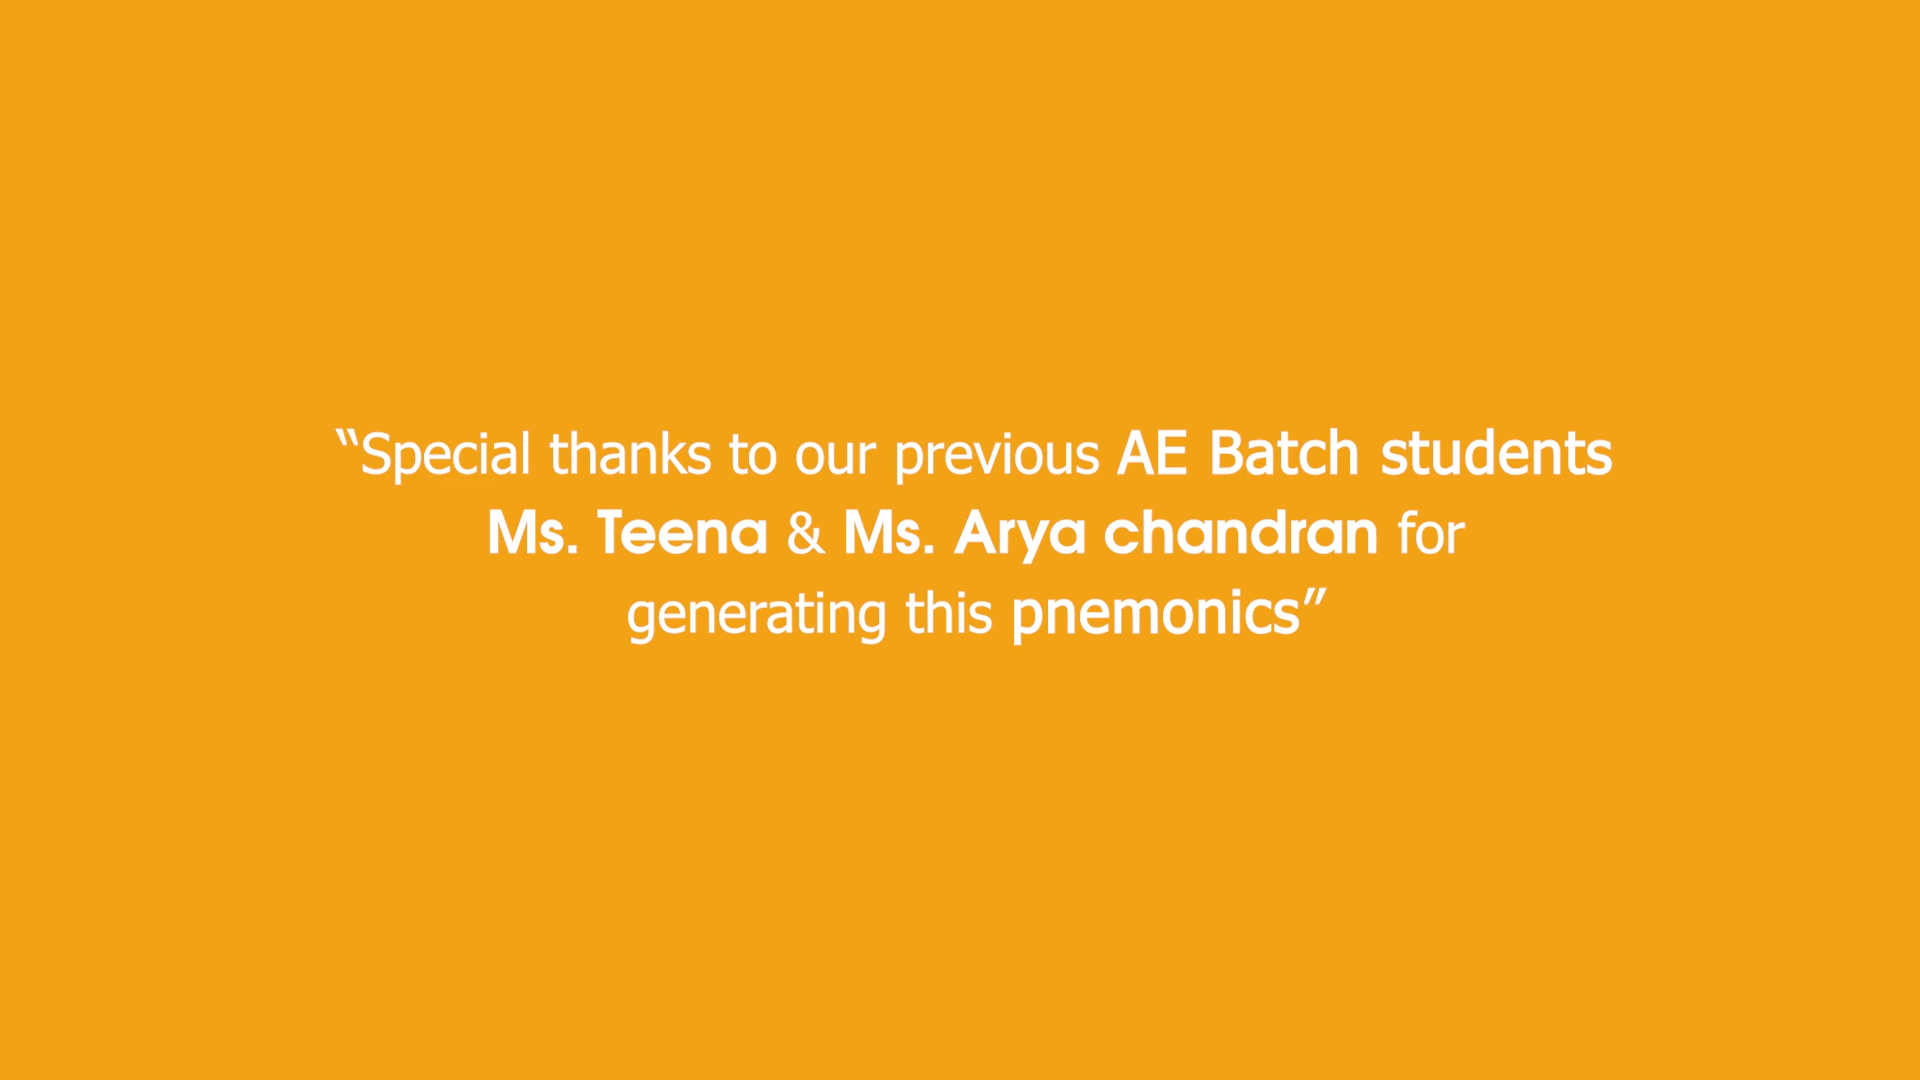 “Special thanks to our previous AE Batch students
Ms. Teena & Ms. Arya chandran for
generating this pnemonics”